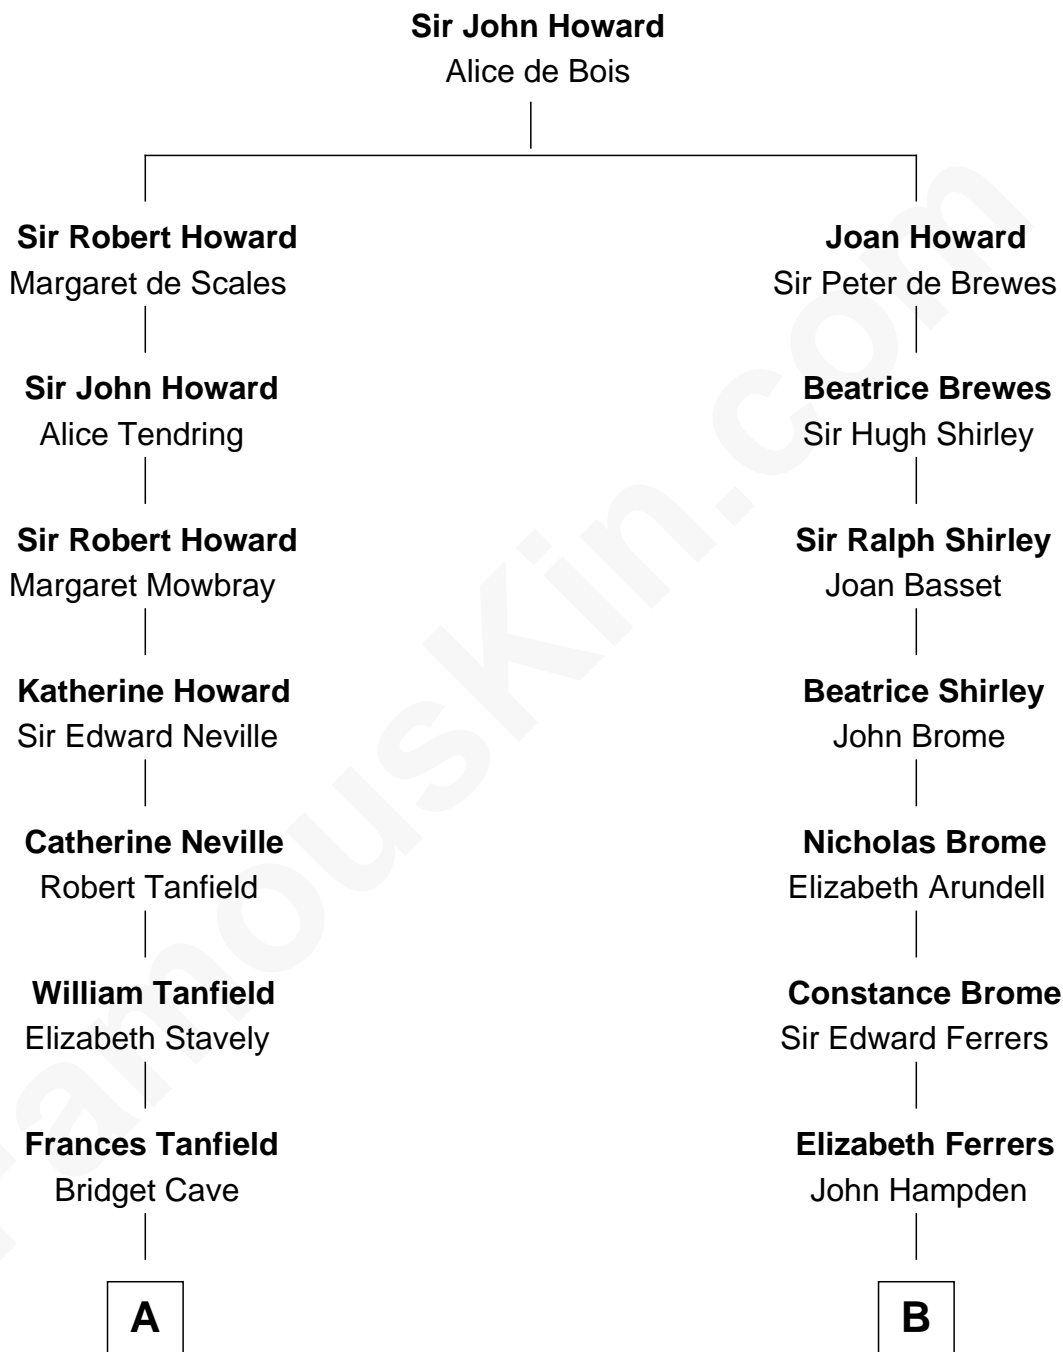 Sir John Howard
Alice de Bois
Sir Robert Howard
Margaret de Scales
Joan Howard
Sir Peter de Brewes
Sir John Howard
Alice Tendring
Beatrice Brewes
Sir Hugh Shirley
Sir Robert Howard
Margaret Mowbray
Sir Ralph Shirley
Joan Basset
Katherine Howard
Sir Edward Neville
Beatrice Shirley
John Brome
Catherine Neville
Robert Tanfield
Nicholas Brome
Elizabeth Arundell
William Tanfield
Elizabeth Stavely
Constance Brome
Sir Edward Ferrers
Frances Tanfield
Bridget Cave
Elizabeth Ferrers
John Hampden
A
B
FamousKin.com